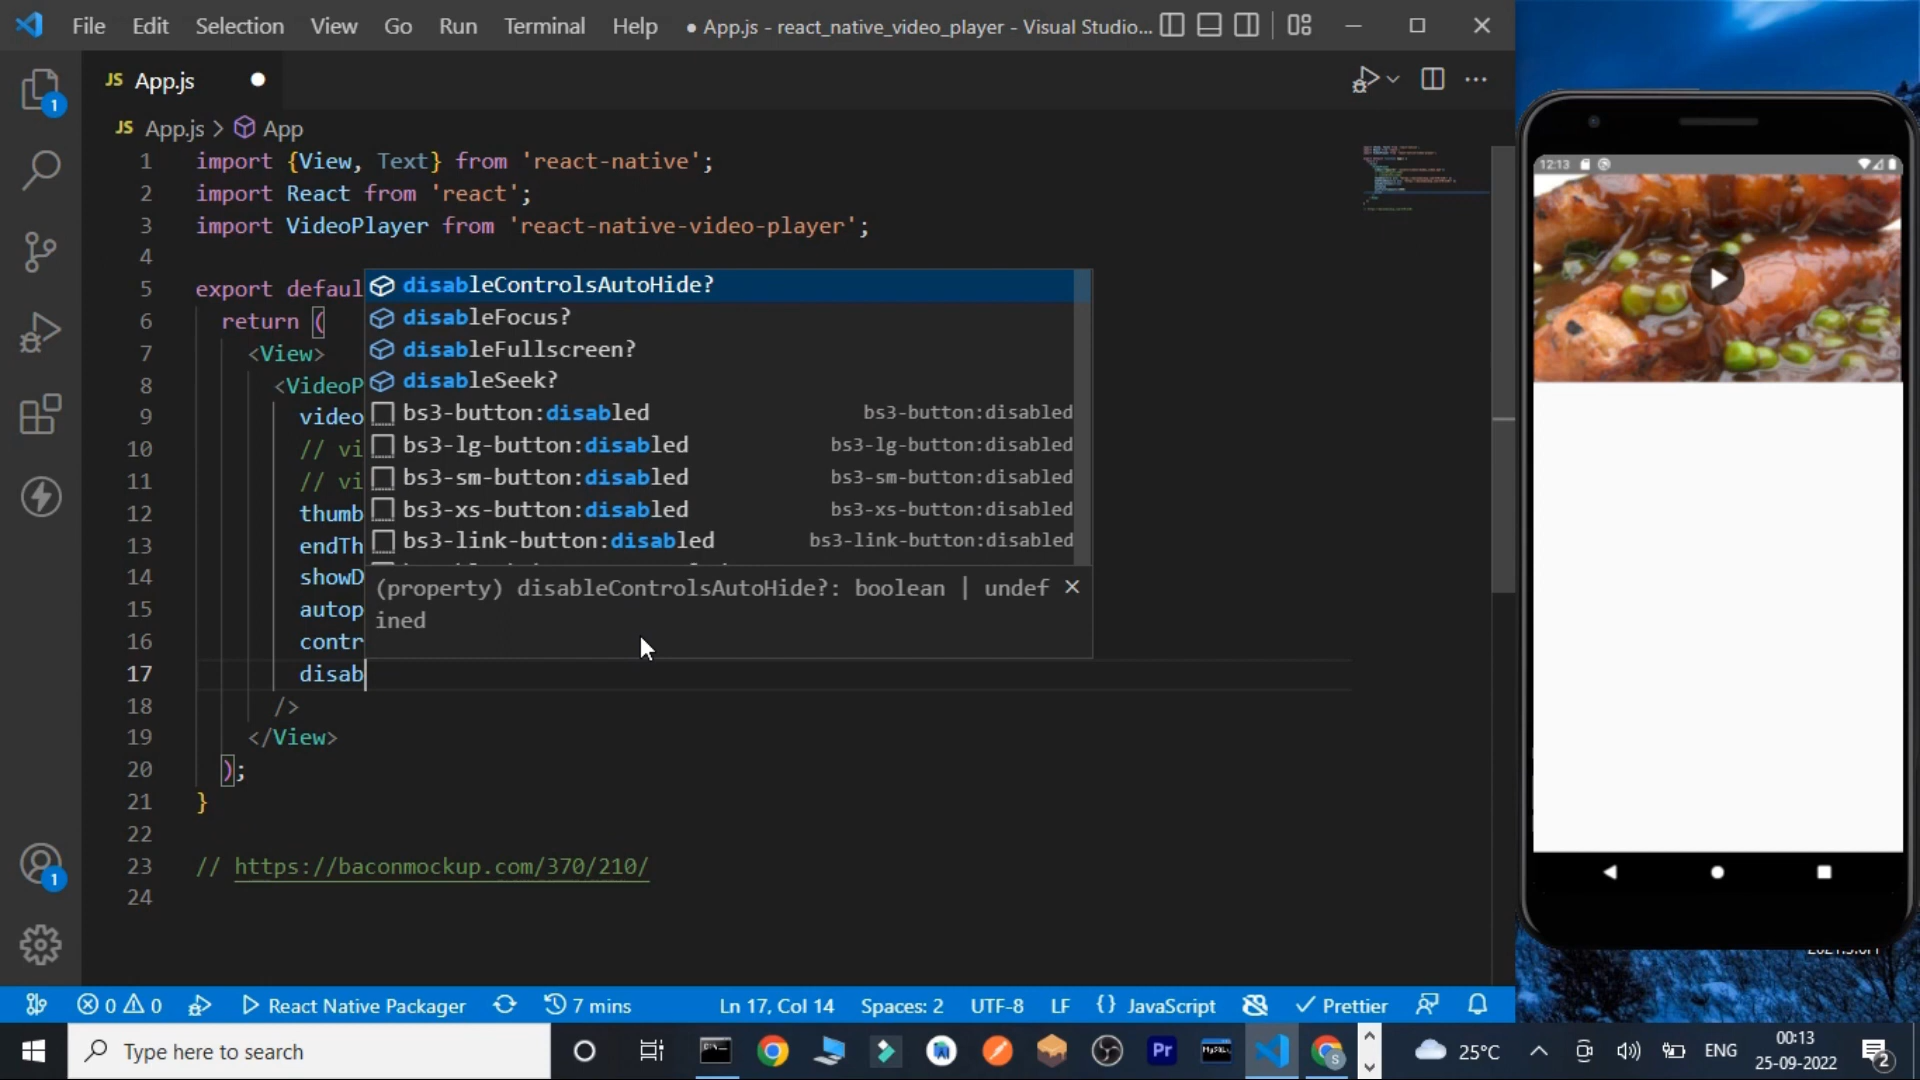 File Edit Selection View Go Run Terminal Help ● App.js - react_native_video_player - Visual Studio...
JS App.js
JS App.js > App
1 import {View, Text} from 'react-native';
2 import React from 'react';
3 import VideoPlayer from 'react-native-video-player';
4
5 export defaul
6 return (
7 <View>
8 <VideoP
9 video
10 // vi
11 // vi
12 thumb
13 endTh
14 showD
15 autop
16 contr
17 disab
18 />
19 </View>
20 );
21 }
22
23 // https://baconmockup.com/370/210/
24
disableControlsAutoHide?
disableFocus?
disableFullscreen?
disableSeek?
bs3-button:disabled bs3-button:disabled
bs3-lg-button:disabled bs3-lg-button:disabled
bs3-sm-button:disabled bs3-sm-button:disabled
bs3-xs-button:disabled bs3-xs-button:disabled
bs3-link-button:disabled bs3-link-button:disabled
(property) disableControlsAutoHide?: boolean | undef
ined
1
1
12:13
0 0 React Native Packager 7 mins Ln 17, Col 14 Spaces: 2 UTF-8 LF {} JavaScript Prettier
Type here to search
Pr
MySQL
S
25°C
ENG
00:13
25-09-2022
2